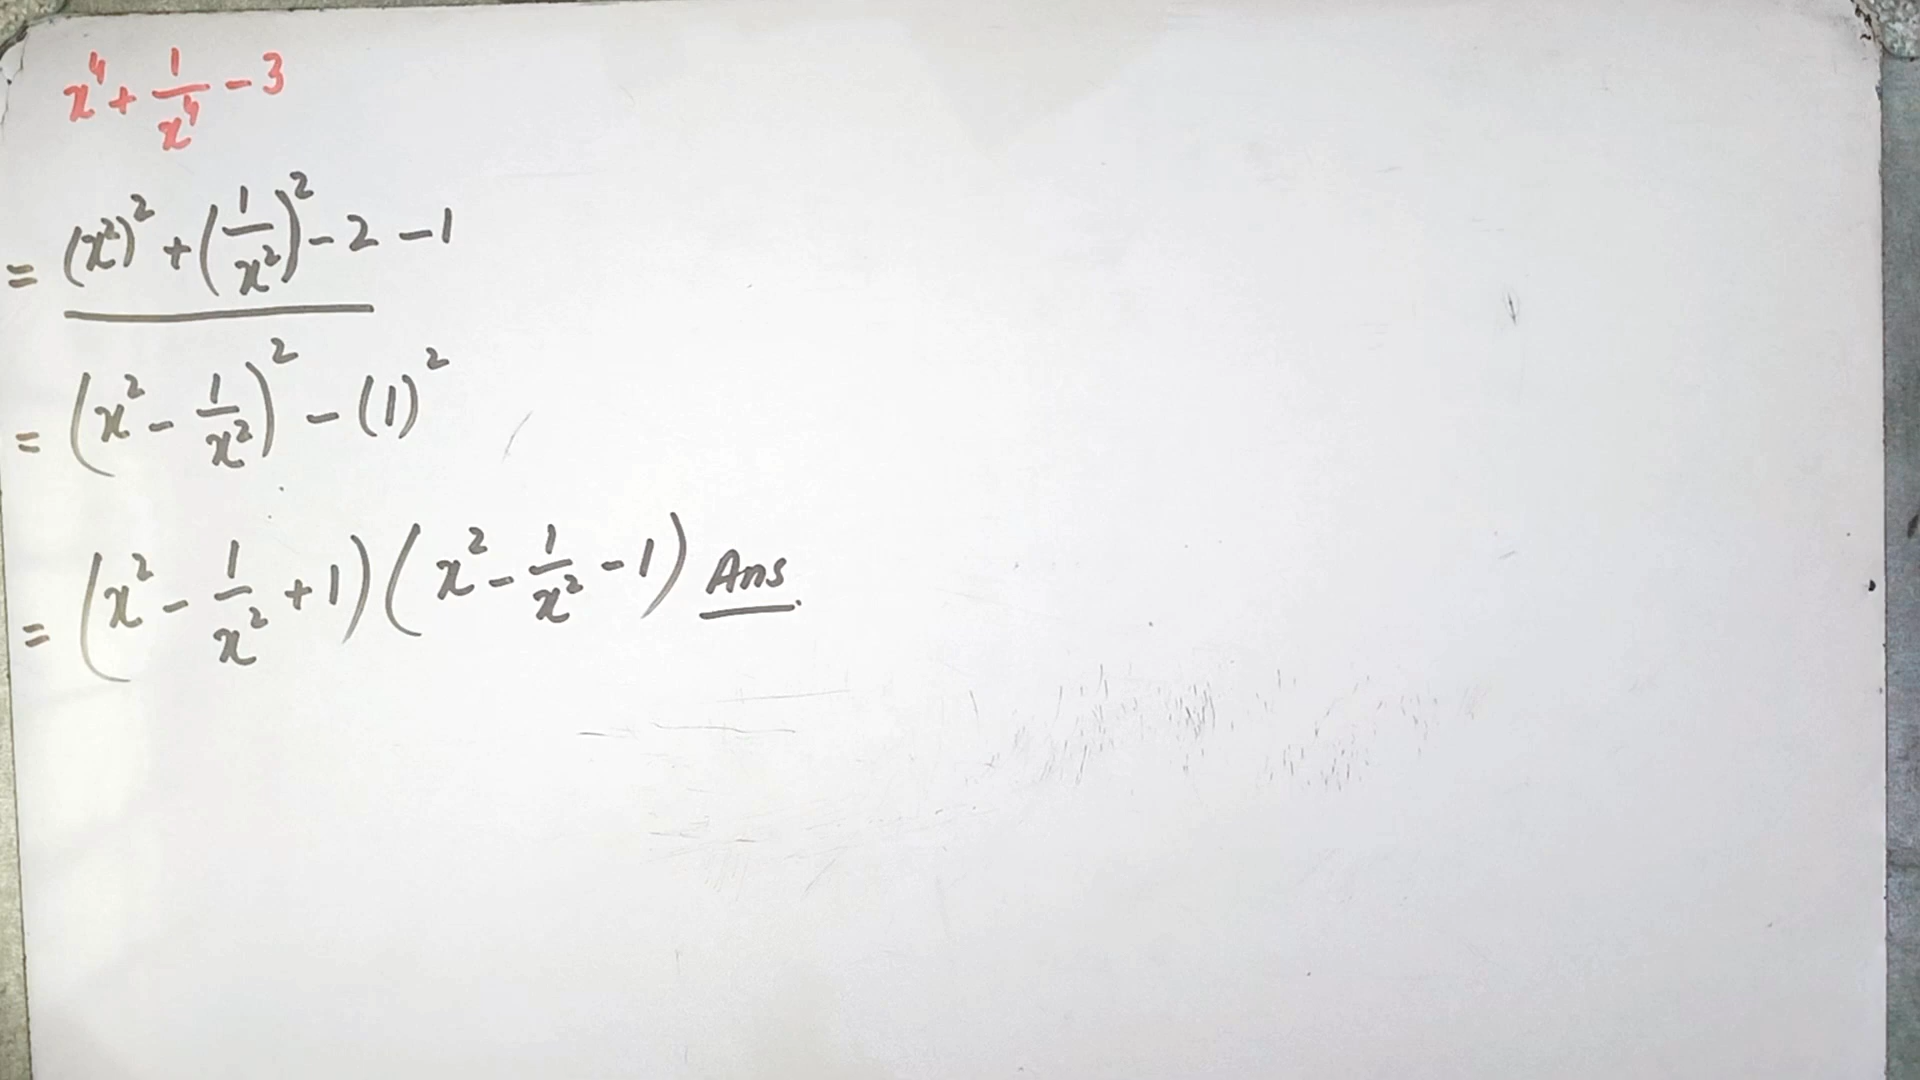 x⁴ + 1/x⁴ - 3
= (x²)² + (1/x²)² - 2 - 1
= (x² - 1/x²)² - (1)²
= (x² - 1/x² + 1) (x² - 1/x² - 1) Ans.